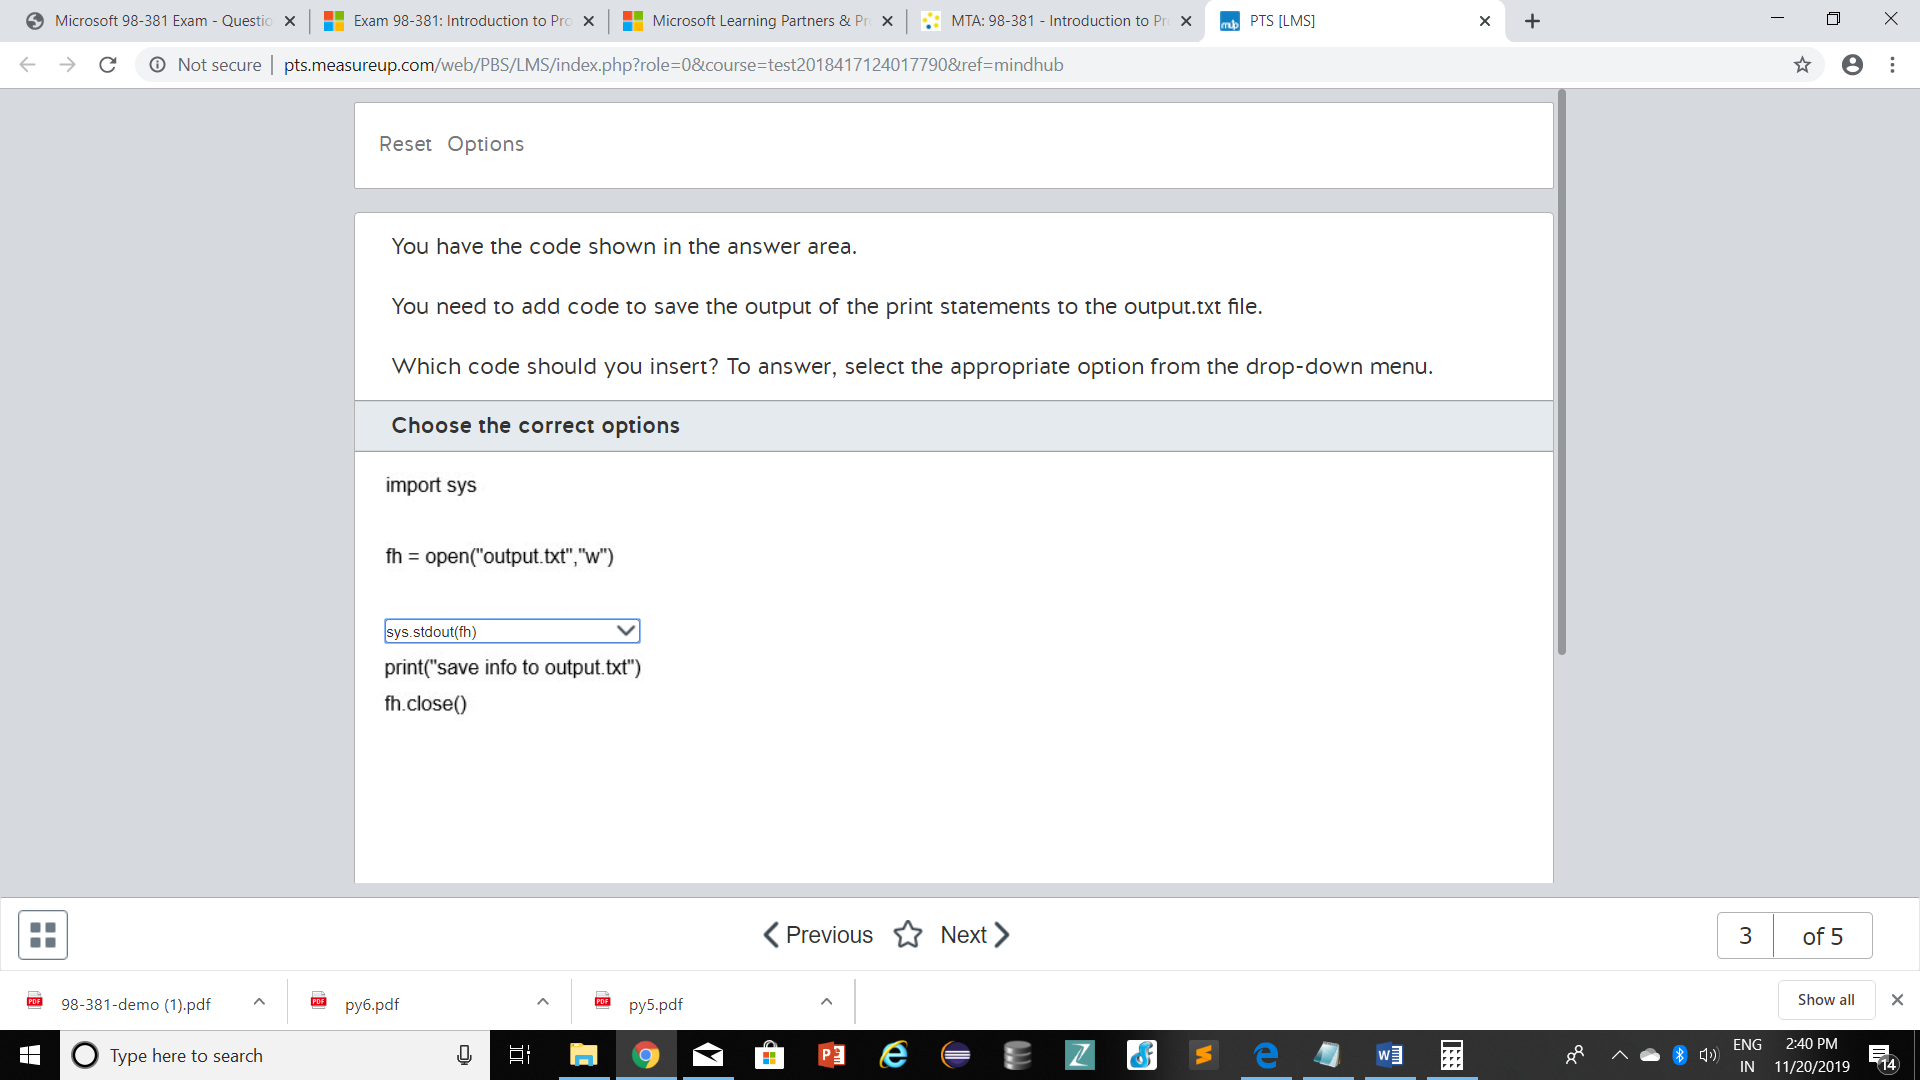 Microsoft 98-381 Exam - Questio
Exam 98-381: Introduction to Pro
Microsoft Learning Partners & Pr
MTA: 98-381 - Introduction to Pr
mup PTS [LMS]
Not secure | pts.measureup.com/web/PBS/LMS/index.php?role=0&course=test2018417124017790&ref=mindhub
Reset Options
You have the code shown in the answer area.
You need to add code to save the output of the print statements to the output.txt file.
Which code should you insert? To answer, select the appropriate option from the drop-down menu.
Choose the correct options
import sys
fh = open("output.txt","w")
sys.stdout(fh)
print("save info to output.txt")
fh.close()
Previous Next
3 of 5
PDF 98-381-demo (1).pdf
PDF py6.pdf
PDF py5.pdf
Show all
Type here to search
ENG
IN
2:40 PM
11/20/2019
14